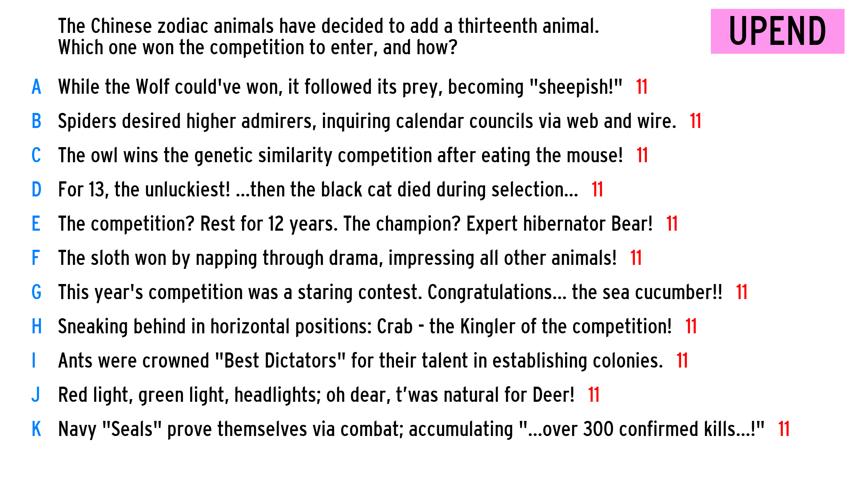 The Chinese zodiac animals have decided to add a thirteenth animal.
Which one won the competition to enter, and how?
UPEND
A While the Wolf could've won, it followed its prey, becoming "sheepish!" 11
B Spiders desired higher admirers, inquiring calendar councils via web and wire. 11
C The owl wins the genetic similarity competition after eating the mouse! 11
D For 13, the unluckiest! ...then the black cat died during selection... 11
E The competition? Rest for 12 years. The champion? Expert hibernator Bear! 11
F The sloth won by napping through drama, impressing all other animals! 11
G This year's competition was a staring contest. Congratulations... the sea cucumber!! 11
H Sneaking behind in horizontal positions: Crab - the Kingler of the competition! 11
I Ants were crowned "Best Dictators" for their talent in establishing colonies. 11
J Red light, green light, headlights; oh dear, t'was natural for Deer! 11
K Navy "Seals" prove themselves via combat; accumulating "...over 300 confirmed kills...!" 11